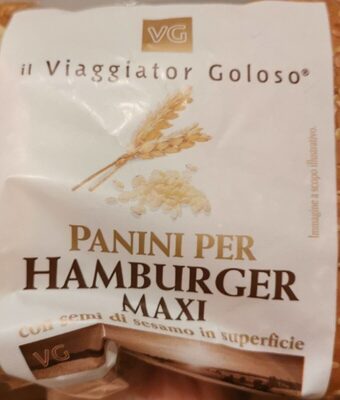 VG
il Viaggiator Goloso®
Immagine a scopo illustrativo.
PANINI PER
HAMBURGER
MAXI
con semi di sesamo in superficie
VG